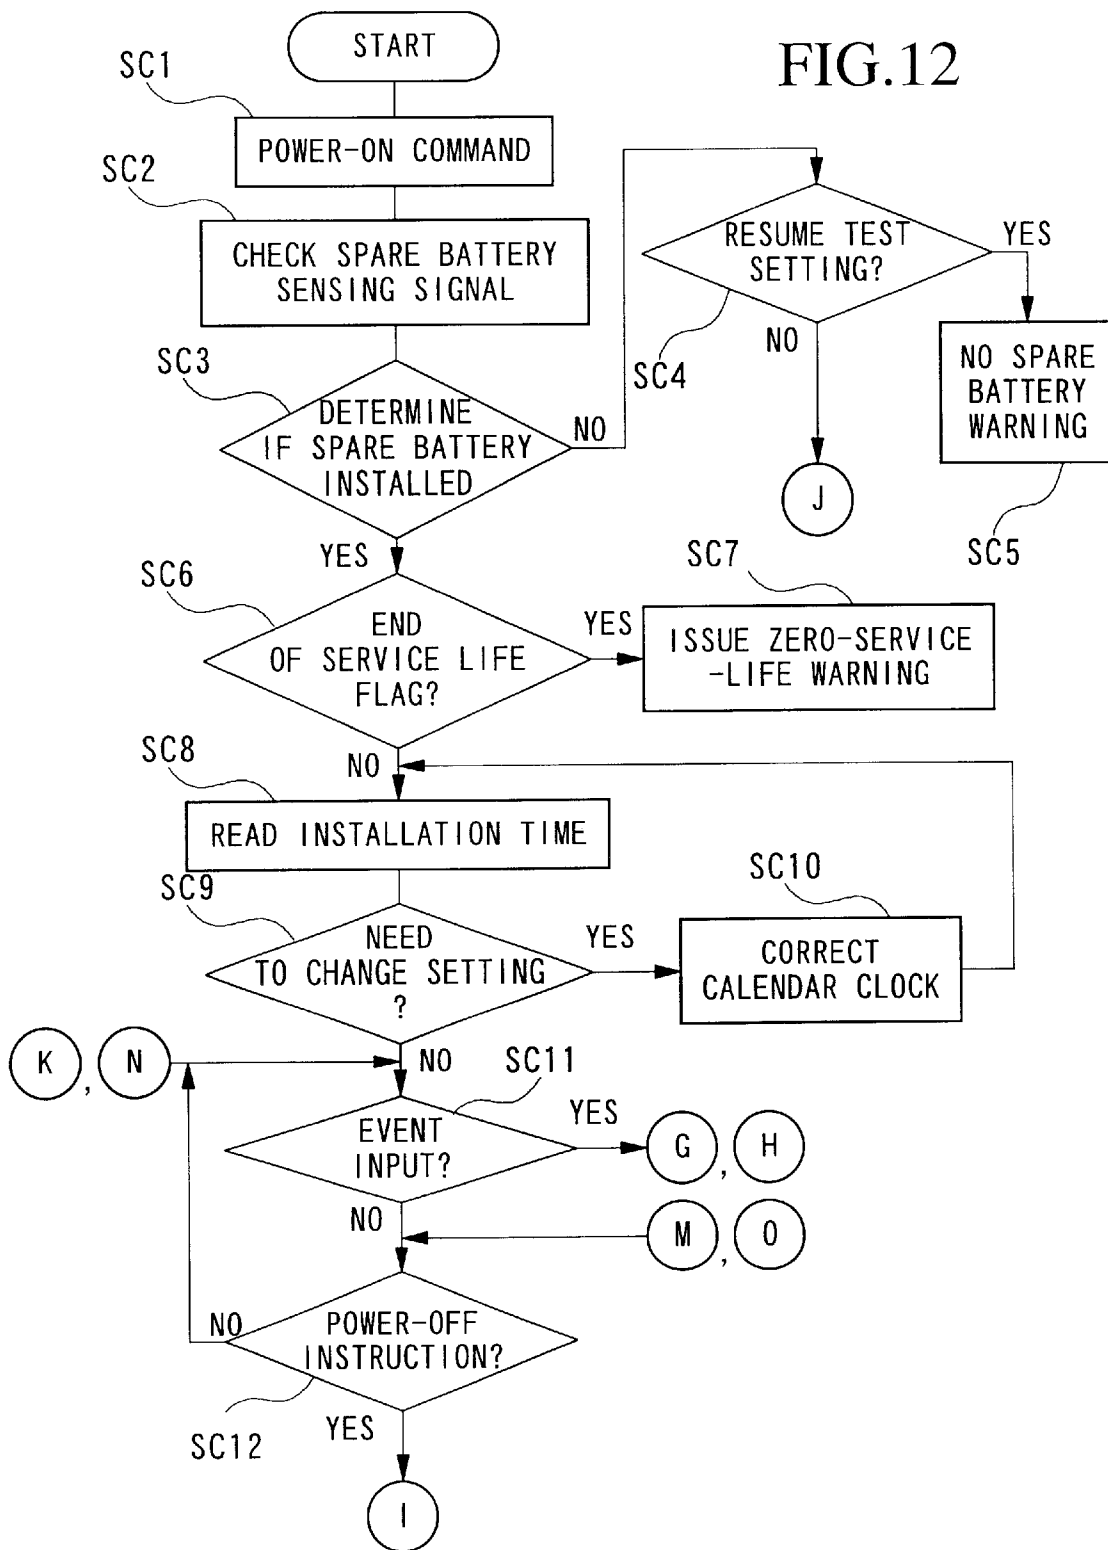 START
FIG.12
SC1
POWER-ON COMMAND
SC2
CHECK SPARE BATTERY
SENSING SIGNAL
RESUME TEST
SETTING?
YES
NO
SC4
NO SPARE
BATTERY
WARNING
SC5
J
SC3
DETERMINE
IF SPARE BATTERY
INSTALLED
NO
YES
SC6
END
OF SERVICE LIFE
FLAG?
YES
SC7
ISSUE ZERO-SERVICE
-LIFE WARNING
NO
SC8
READ INSTALLATION TIME
SC9
NEED
TO CHANGE SETTING
?
YES
SC10
CORRECT
CALENDAR CLOCK
NO
K, N
SC11
EVENT
INPUT?
YES
G, H
NO
M, O
POWER-OFF
INSTRUCTION?
NO
SC12
YES
I